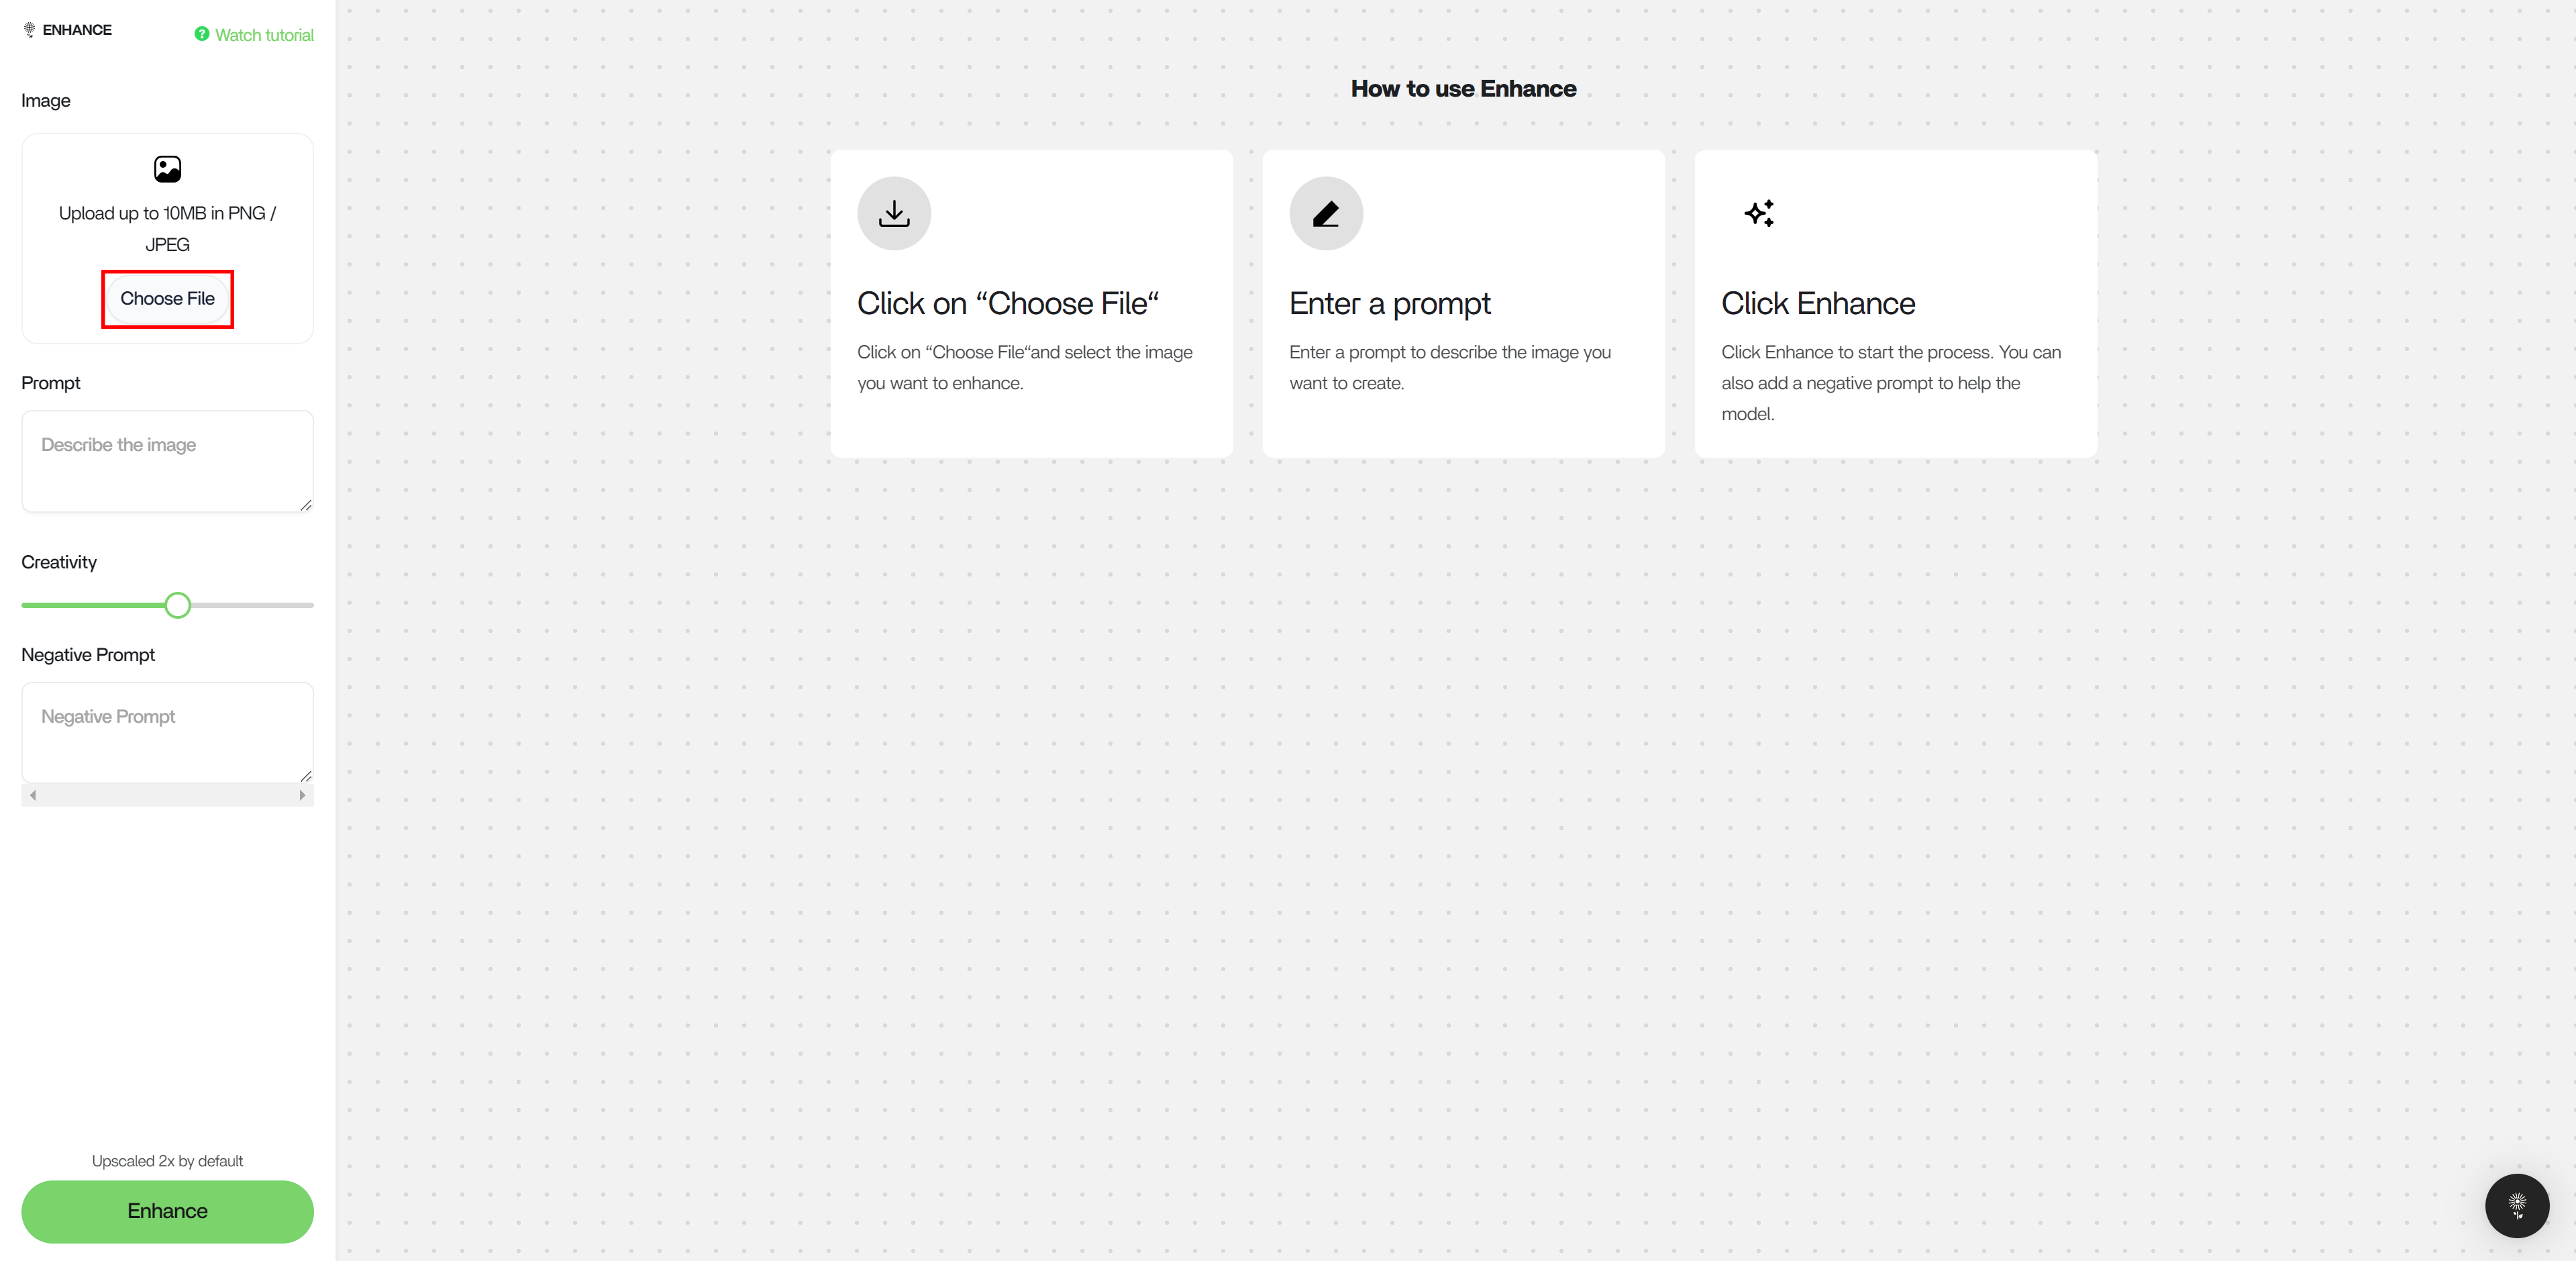 ENHANCE
Watch tutorial
Image
Upload up to 10MB in PNG /
JPEG
Choose File
Prompt
Describe the image
Creativity
Negative Prompt
Negative Prompt
Upscaled 2x by default
Enhance
How to use Enhance
Click on “Choose File“
Click on “Choose File“and select the image
you want to enhance.
Enter a prompt
Enter a prompt to describe the image you
want to create.
Click Enhance
Click Enhance to start the process. You can
also add a negative prompt to help the
model.